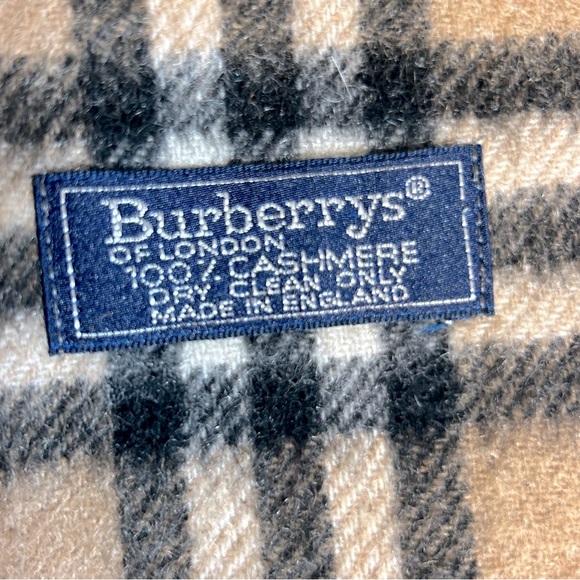 Burberrys®
OF LONDON
100% CASHMERE
DRY CLEAN ONLY
MADE IN ENGLAND